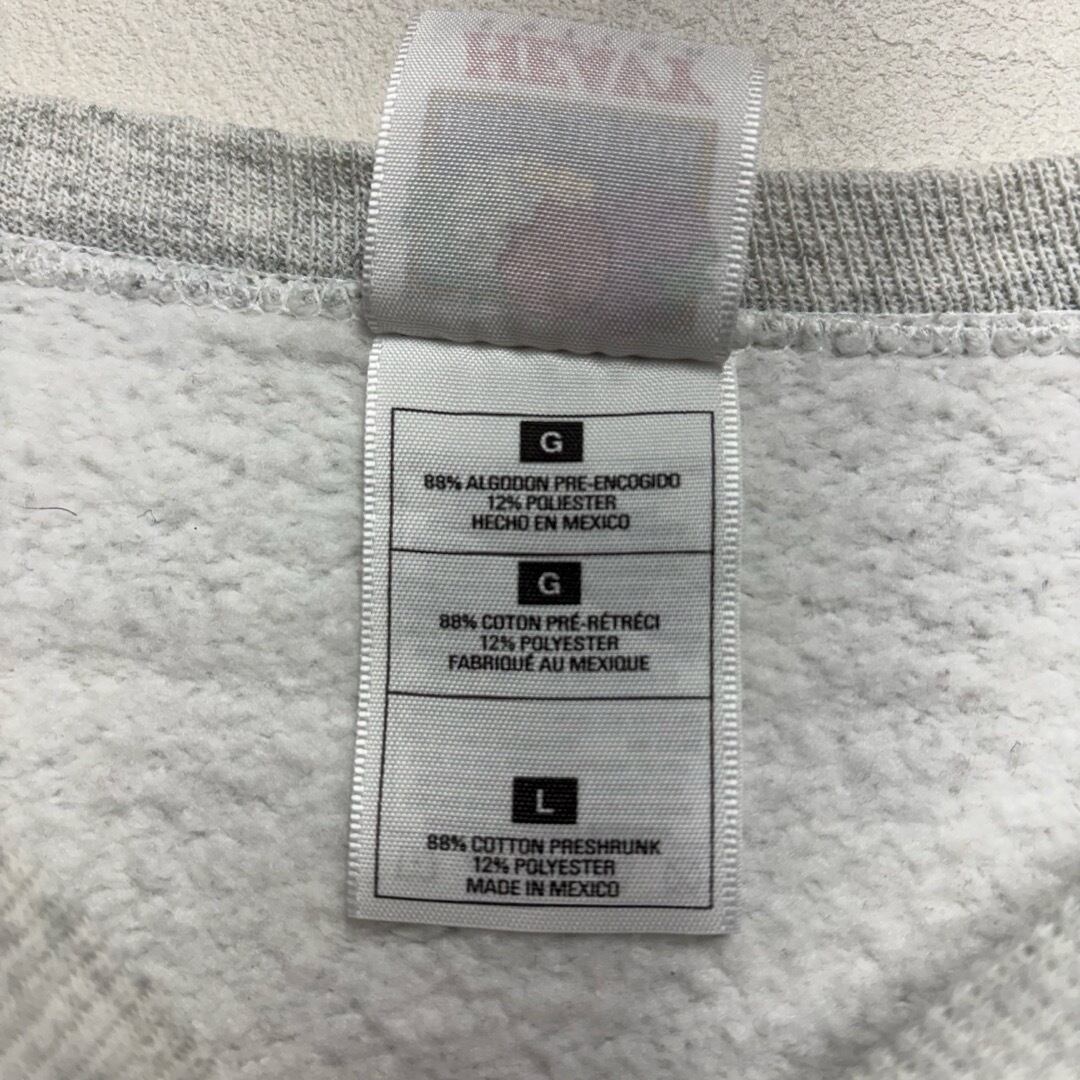 G
88% ALGODON PRE-ENCOGIDO
12% POLIESTER
HECHO EN MEXICO
G
88% COTON PRÉ-RÉTRÉCI
12% POLYESTER
FABRIQUÉ AU MEXIQUE
L
88% COTTON PRESHRUNK
12% POLYESTER
MADE IN MEXICO